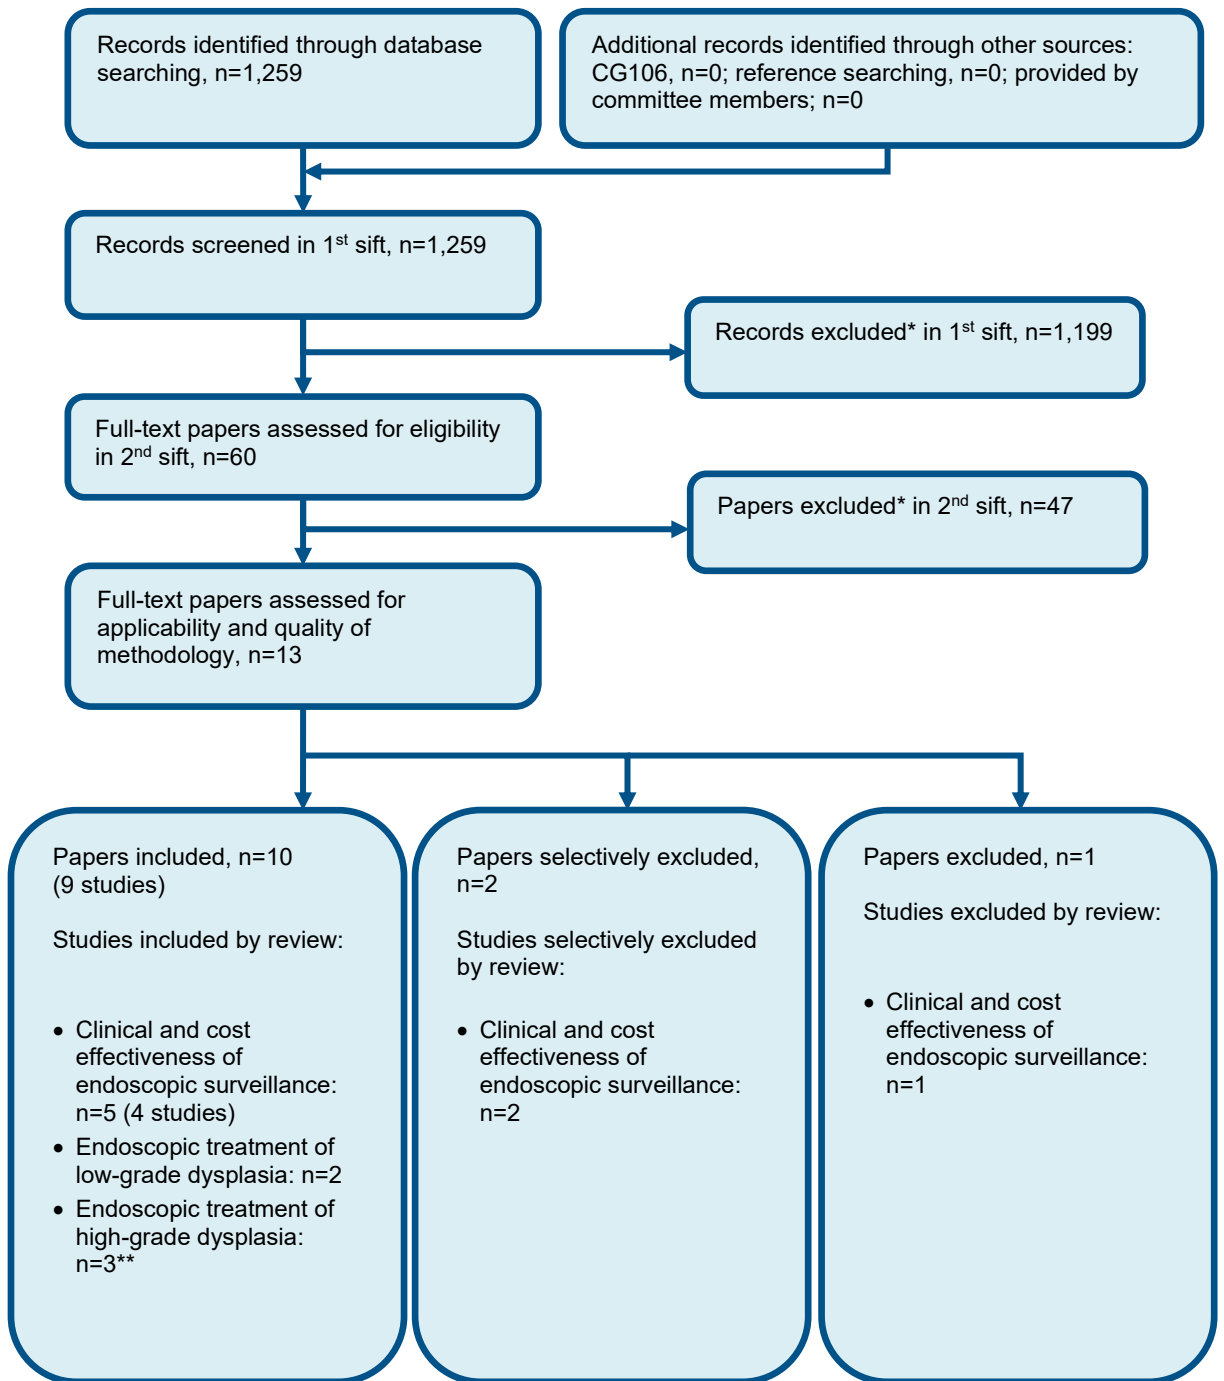 Records identified through database
searching, n=1,259
Additional records identified through other sources:
CG106, n=0; reference searching, n=0; provided by
committee members; n=0
Records screened in 1st sift, n=1,259
Records excluded* in 1st sift, n=1,199
Full-text papers assessed for eligibility
in 2nd sift, n=60
Papers excluded* in 2nd sift, n=47
Full-text papers assessed for
applicability and quality of
methodology, n=13
Papers included, n=10
(9 studies)
Studies included by review:
• Clinical and cost
effectiveness of
endoscopic surveillance:
n=5 (4 studies)
• Endoscopic treatment of
low-grade dysplasia: n=2
• Endoscopic treatment of
high-grade dysplasia:
n=3**
Papers selectively excluded,
n=2
Studies selectively excluded
by review:
• Clinical and cost
effectiveness of
endoscopic surveillance:
n=2
Papers excluded, n=1
Studies excluded by review:
• Clinical and cost
effectiveness of
endoscopic surveillance:
n=1